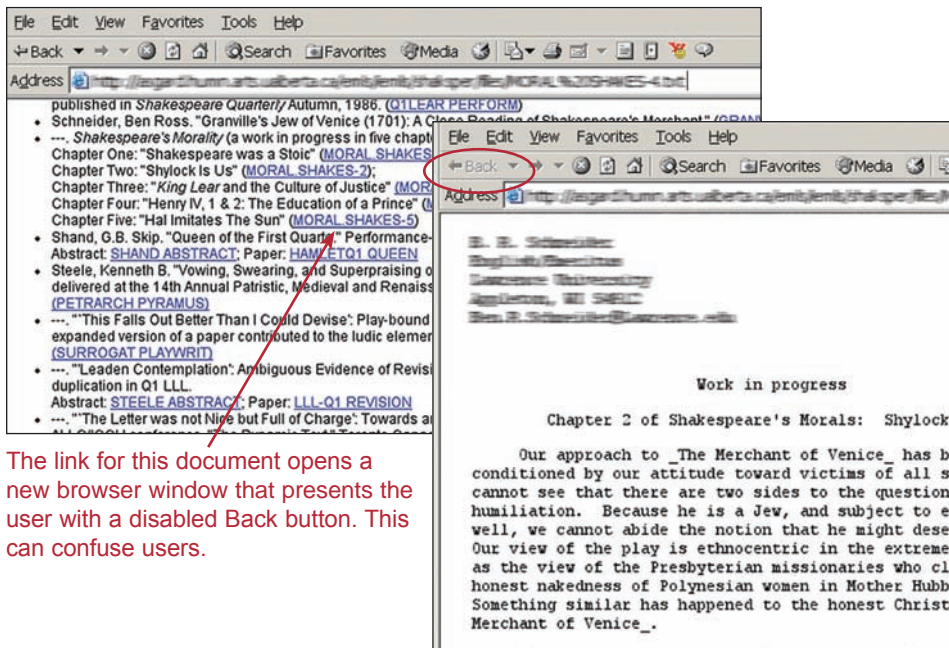 File Edit View Favorites Tools Help
Back Search Favorites Media
Address
published in Shakespeare Quarterly Autumn, 1986. (Q1LEAR PERFORM)
Schneider, Ben Ross. "Granville's Jew of Venice (1701): A Close Reading of Shakespeare's Merchant."
---. Shakespeare's Morality (a work in progress in five
Chapter One: "Shakespeare was a Stoic" (MORAL.SHAKES
Chapter Two: "Shylock Is Us" (MORAL.SHAKES-2);
Chapter Three: "King Lear and the Culture of Justice" (MOR
Chapter Four: "Henry IV, 1 & 2: The Education of a Prince"
Chapter Five: "Hal Imitates The Sun" (MORAL.SHAKES-5)
Shand, G.B. Skip. "Queen of the First Quarto." Performance-
Abstract: SHAND ABSTRACT; Paper: HAMLETQ1 QUEEN
Steele, Kenneth B. "Vowing, Swearing, and Superpraising o
delivered at the 14th Annual Patristic, Medieval and Renaiss
(PETRARCH PYRAMUS)
---. "'This Falls Out Better Than I Could Devise': Play-bound
expanded version of a paper contributed to the ludic elemer
(SURROGAT PLAYWRIT)
---. "'Leaden Contemplation': Ambiguous Evidence of Revisi
duplication in Q1 LLL.
Abstract: STEELE ABSTRACT; Paper: LLL-Q1 REVISION
---. "'The Letter was not Nice but Full of Charge': Towards
File Edit View Favorites Tools Help
Back Search Favorites Media
Address
Work in progress
Chapter 2 of Shakespeare's Morals: Shylock
Our approach to _The Merchant of Venice_ has b
conditioned by our attitude toward victims of all s
cannot see that there are two sides to the question
humiliation. Because he is a Jew, and subject to e
well, we cannot abide the notion that he might dese
Our view of the play is ethnocentric in the extreme
as the view of the Presbyterian missionaries who cl
honest nakedness of Polynesian women in Mother Hubb
Something similar has happened to the honest Christ
Merchant of Venice_.
The link for this document opens a
new browser window that presents the
user with a disabled Back button. This
can confuse users.